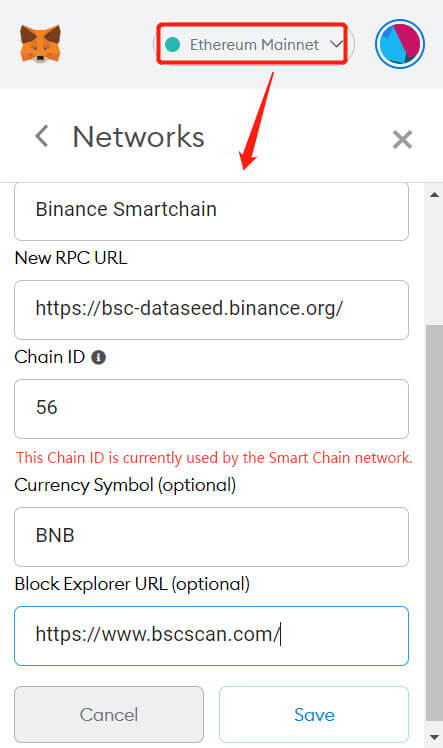 Ethereum Mainnet
Networks
Binance Smartchain
New RPC URL
https://bsc-dataseed.binance.org/
Chain ID
56
This Chain ID is currently used by the Smart Chain network.
Currency Symbol (optional)
BNB
Block Explorer URL (optional)
https://www.bscscan.com/
Cancel
Save